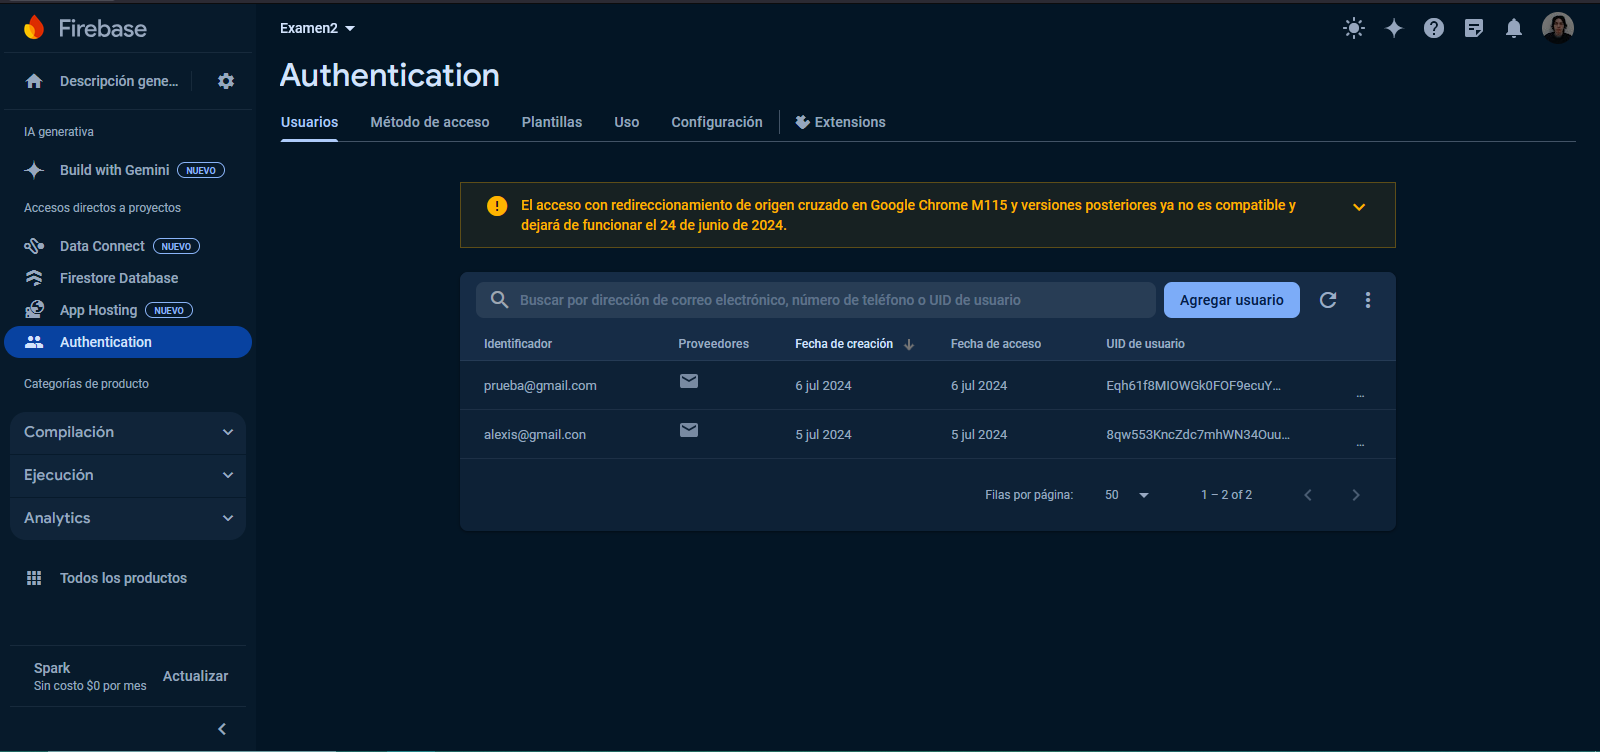 Firebase
Examen2
Descripción gene...
Authentication
Usuarios Método de acceso Plantillas Uso Configuración Extensions
IA generativa
Build with Gemini NUEVO
Accesos directos a proyectos
Data Connect NUEVO
Firestore Database
App Hosting NUEVO
Authentication
Categorías de producto
Compilación
Ejecución
Analytics
Todos los productos
Spark
Sin costo $0 por mes
Actualizar
El acceso con redireccionamiento de origen cruzado en Google Chrome M115 y versiones posteriores ya no es compatible y
dejará de funcionar el 24 de junio de 2024.
Buscar por dirección de correo electrónico, número de teléfono o UID de usuario
Agregar usuario
Identificador Proveedores Fecha de creación Fecha de acceso UID de usuario
prueba@gmail.com 6 jul 2024 6 jul 2024 Eqh61f8MIOWGk0FOF9ecuY...
alexis@gmail.con 5 jul 2024 5 jul 2024 8qw553KncZdc7mhWN34Ouu...
Filas por página: 50 1 – 2 of 2